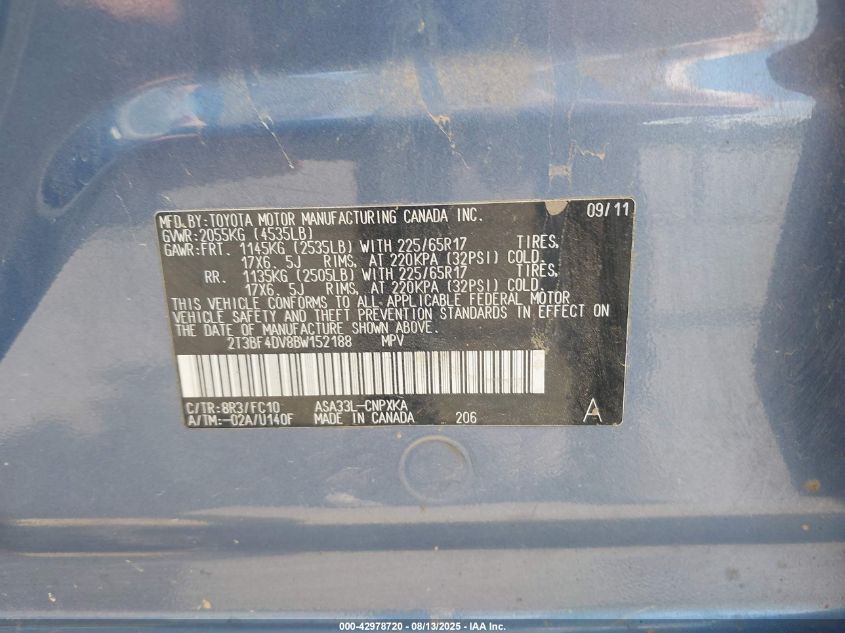 MFD.BY:TOYOTA MOTOR MANUFACTURING CANADA INC. 09/11
GVWR:2055KG (4535LB)
GAWR:FRT. 1145KG (2535LB) WITH 225/65R17 TIRES,
17X6. 5J RIMS, AT 220KPA (32PSI) COLD.
RR. 1135KG (2505LB) WITH 225/65R17 TIRES,
17X6. 5J RIMS, AT 220KPA (32PSI) COLD.
THIS VEHICLE CONFORMS TO ALL APPLICABLE FEDERAL MOTOR
VEHICLE SAFETY AND THEFT PREVENTION STANDARDS IN EFFECT ON
THE DATE OF MANUFACTURE SHOWN ABOVE.
2T3BF4DV8BW152188 MPV
C/TR:8R3/FC10 ASA33L-CNPXKA
A/TM:-02A/U140F MADE IN CANADA 206 A
000-42978720 - 08/13/2025 - IAA Inc.